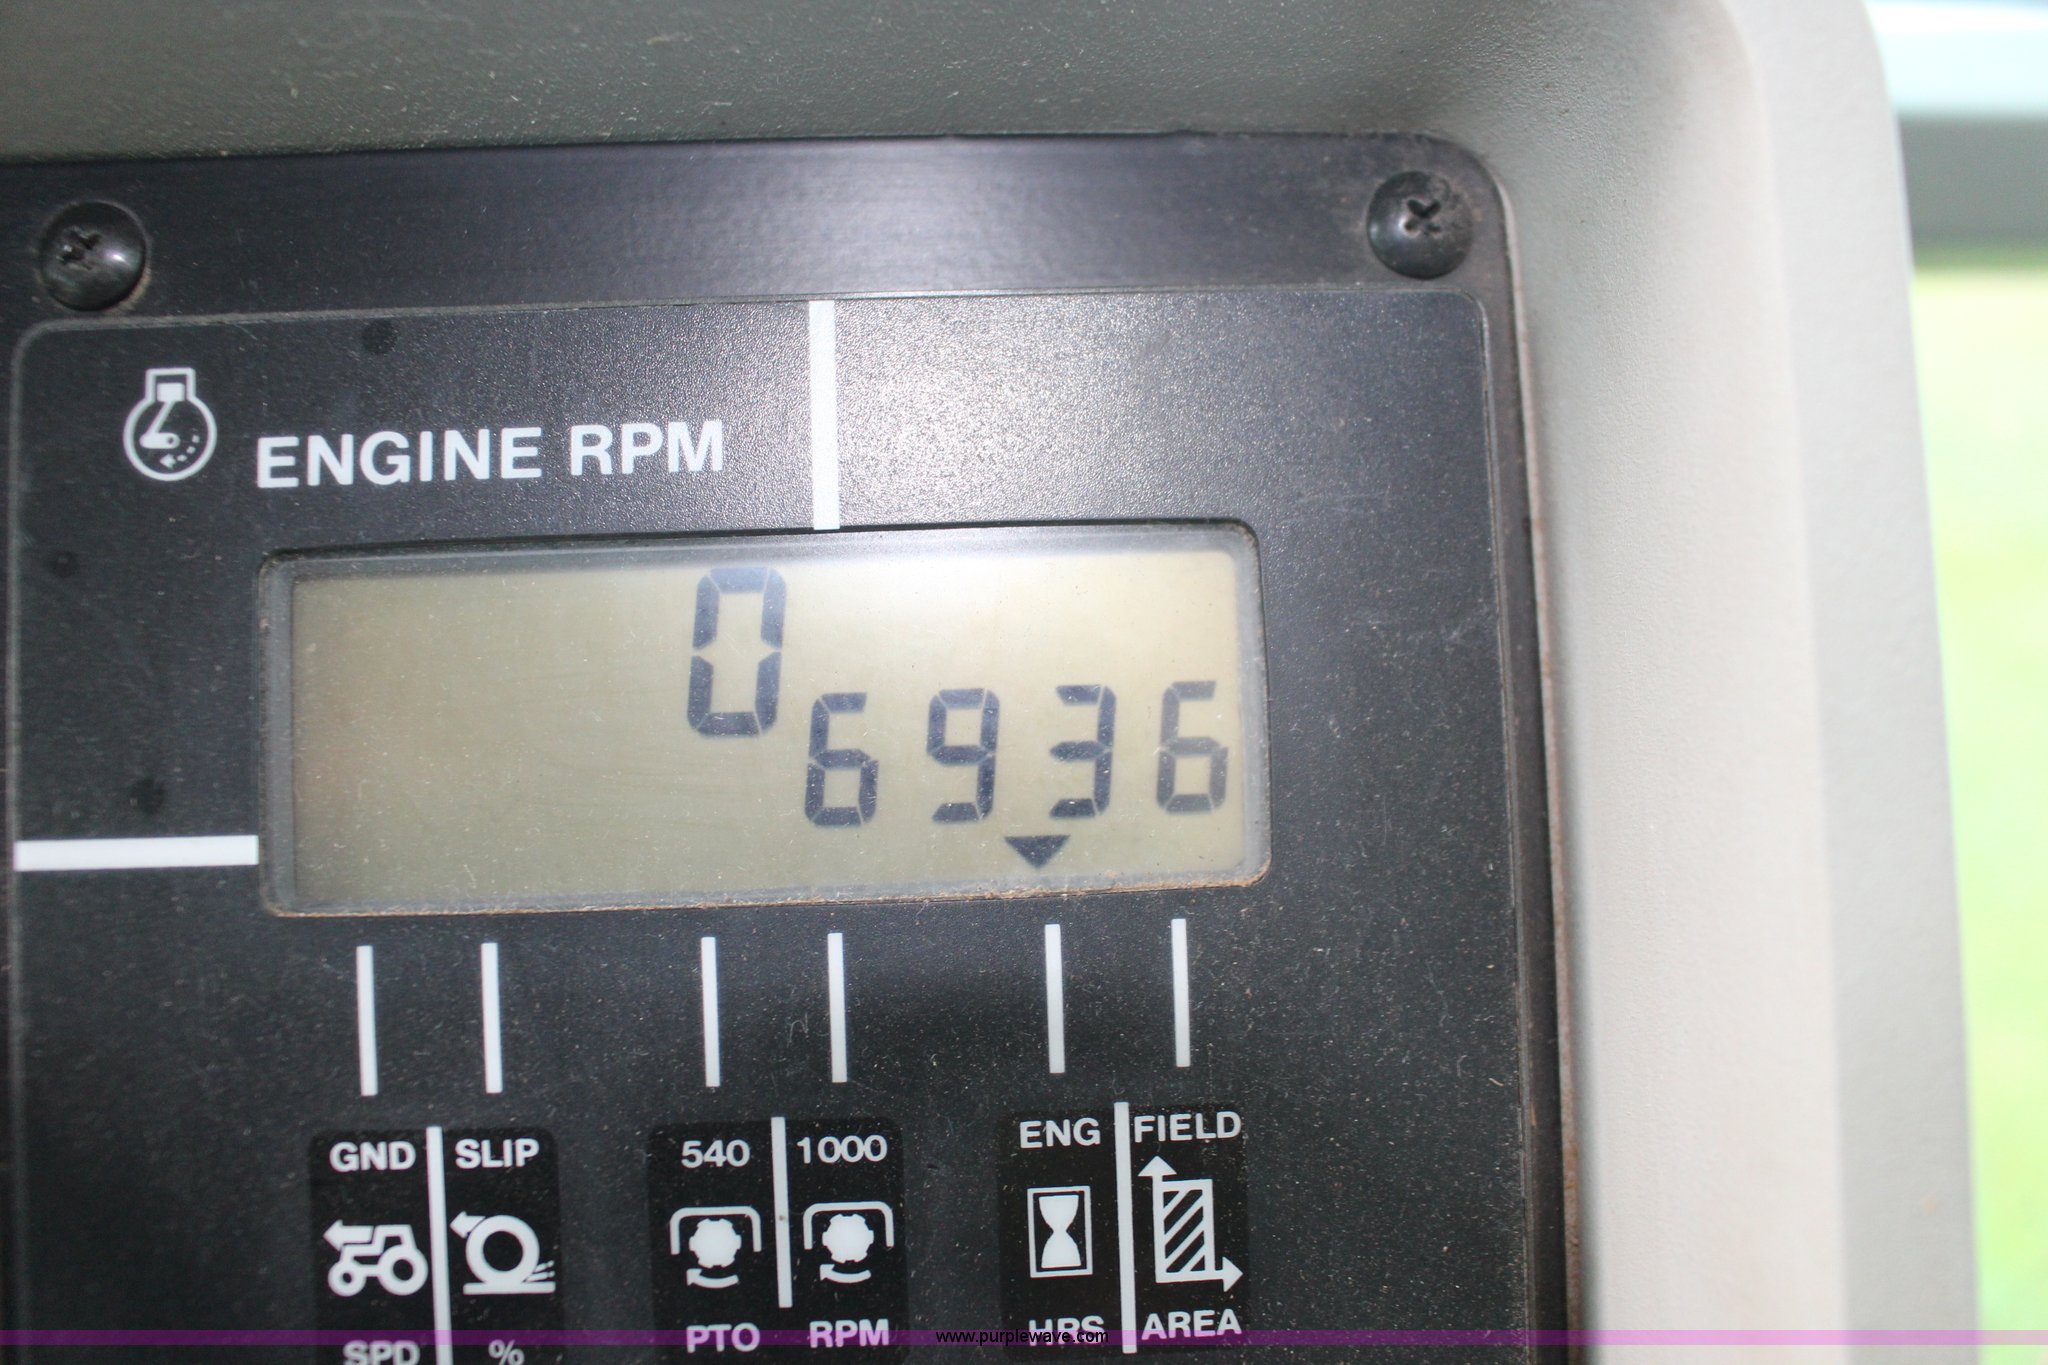 ENGINE RPM
0
6936
GND SLIP 540 1000 ENG FIELD
SPD % PTO RPM HRS AREA
www.purplewave.com